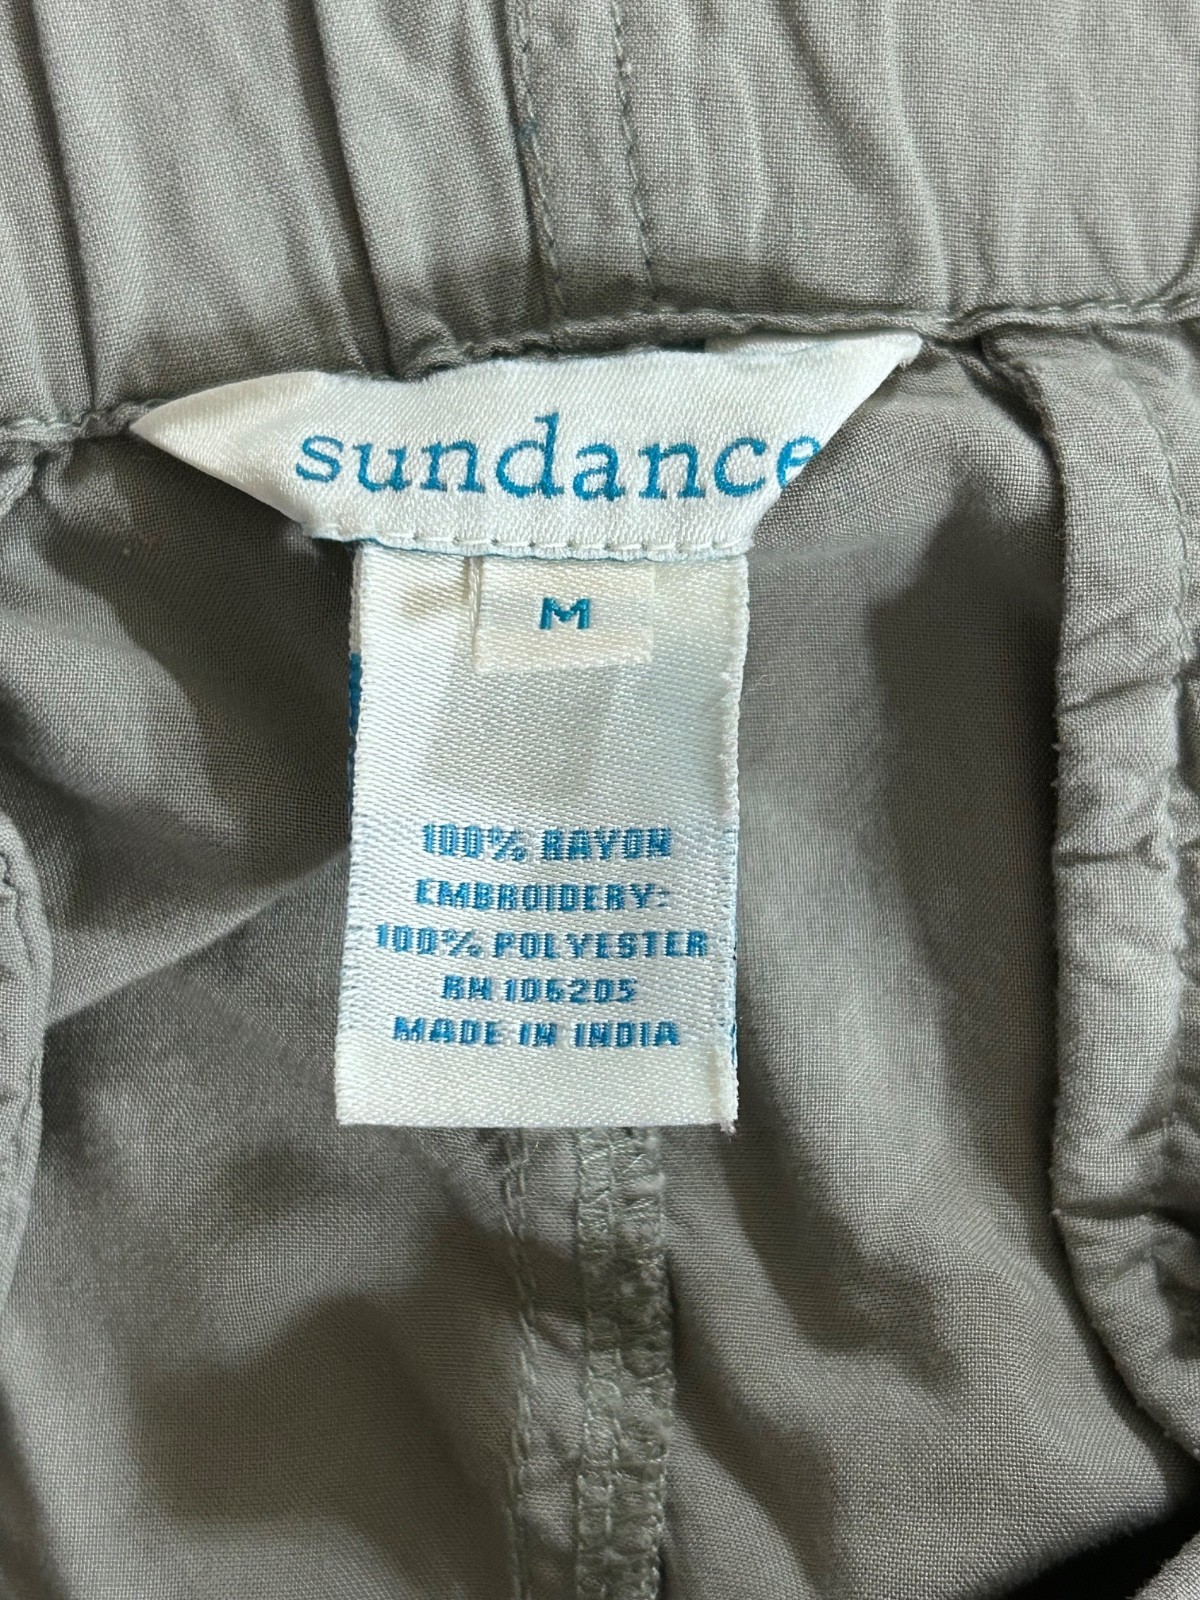 sundance
M
100% RAYON
EMBROIDERY:
100% POLYESTER
RN 106205
MADE IN INDIA